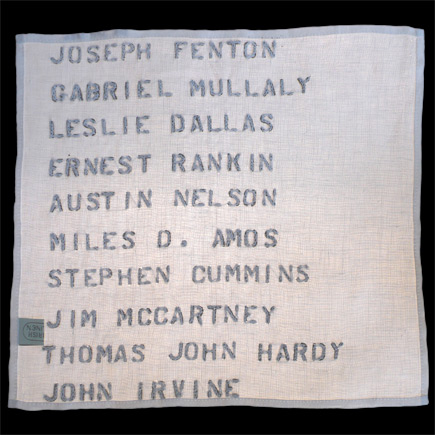 JOSEPH FENTON
GABRIEL MULLALY
LESLIE DALLAS
ERNEST RANKIN
AUSTIN NELSON
MILES D. AMOS
STEPHEN CUMMINS
JIM MCCARTNEY
THOMAS JOHN HARDY
JOHN IRVINE